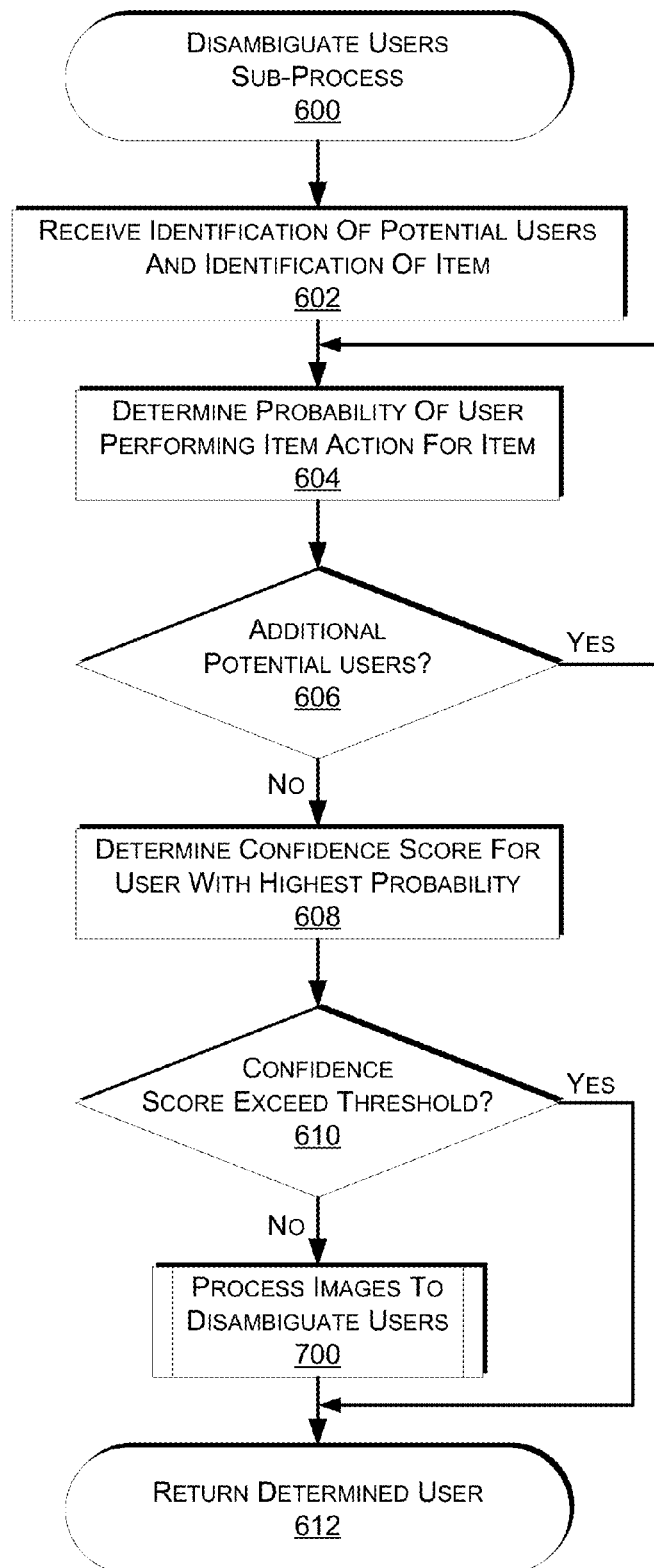 DISAMBIGUATE USERS
SUB-PROCESS
600
RECEIVE IDENTIFICATION OF POTENTIAL USERS
AND IDENTIFICATION OF ITEM
602
DETERMINE PROBABILITY OF USER
PERFORMING ITEM ACTION FOR ITEM
604
ADDITIONAL
POTENTIAL USERS?
606
YES
NO
DETERMINE CONFIDENCE SCORE FOR
USER WITH HIGHEST PROBABILITY
608
CONFIDENCE
SCORE EXCEED THRESHOLD?
610
YES
NO
PROCESS IMAGES TO
DISAMBIGUATE USERS
700
RETURN DETERMINED USER
612